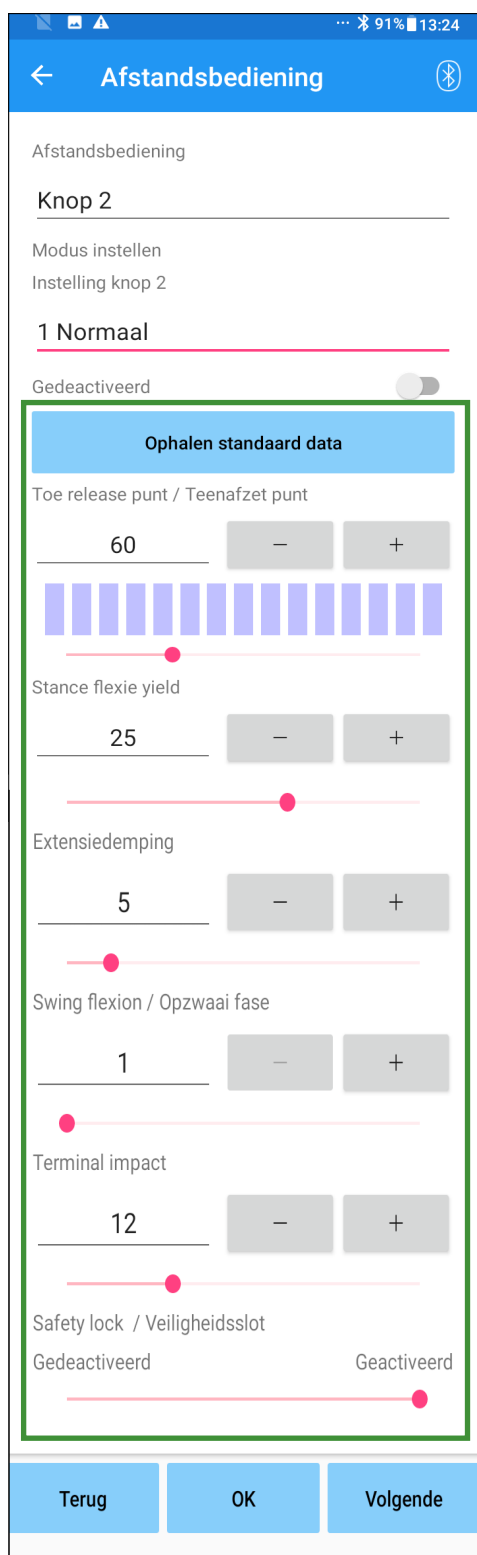 ··· 91% 13:24
← Afstandsbediening
Afstandsbediening
Knop 2
Modus instellen
Instelling knop 2
1 Normaal
Gedeactiveerd
Ophalen standaard data
Toe release punt / Teenafzet punt
60 − +
Stance flexie yield
25 − +
Extensiedemping
5 − +
Swing flexion / Opzwaai fase
1 − +
Terminal impact
12 − +
Safety lock / Veiligheidsslot
Gedeactiveerd Geactiveerd
Terug OK Volgende